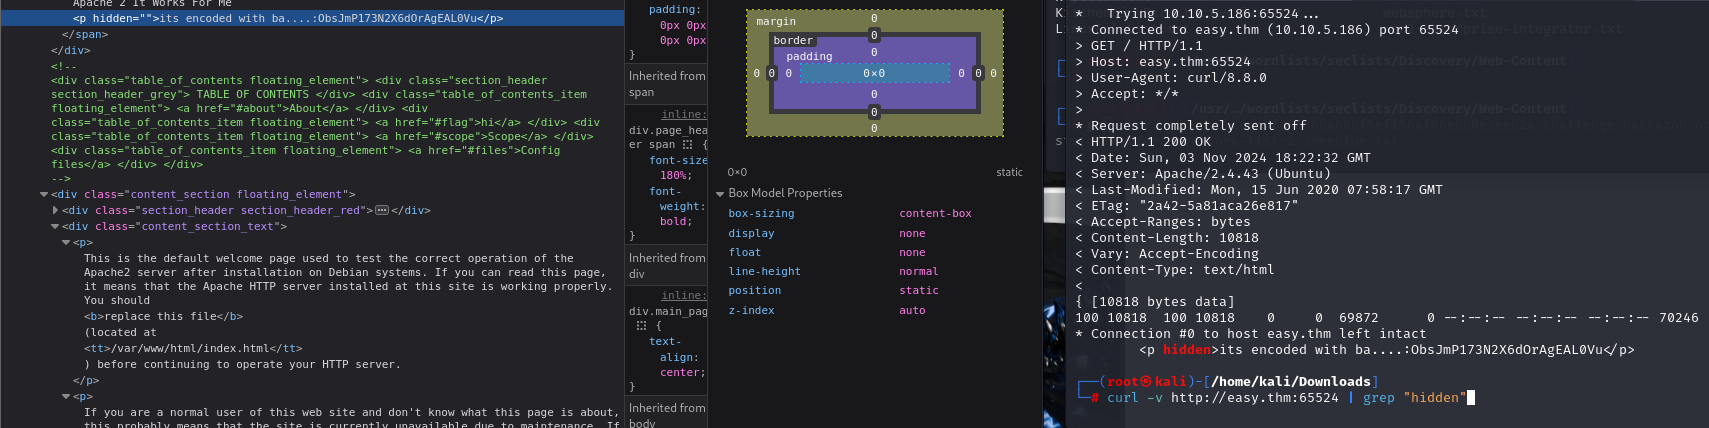 Apache 2 It Works For Me
<p hidden="">its encoded with ba....:ObsJmP173N2X6dOrAgEAL0Vu</p>
</span>
</div>
<!--
<div class="table_of_contents floating_element"> <div class="section_header
section_header_grey"> TABLE OF CONTENTS </div> <div class="table_of_contents_item
floating_element"> <a href="#about">About</a> </div> <div
class="table_of_contents_item floating_element"> <a href="#flag">hi</a> </div> <div
class="table_of_contents_item floating_element"> <a href="#scope">Scope</a> </div>
<div class="table_of_contents_item floating_element"> <a href="#files">Config
files</a> </div> </div>
-->
<div class="content_section floating_element">
<div class="section_header section_header_red"></div>
<div class="content_section_text">
<p>
This is the default welcome page used to test the correct operation of the
Apache2 server after installation on Debian systems. If you can read this page,
it means that the Apache HTTP server installed at this site is working properly.
You should
<b>replace this file</b>
(located at
<tt>/var/www/html/index.html</tt>
) before continuing to operate your HTTP server.
</p>
<p>
If you are a normal user of this web site and don't know what this page is about,
this probably means that the site is currently unavailable due to maintenance. If
padding:
0px 0px
0px 0px
}
Inherited from
span
inline:
div.page_hea
er span {
font-size
180%;
font-
weight:
bold;
}
Inherited from
div
inline:
div.main_pag
{
text-
align:
center;
}
Inherited from
body
margin
0
border
0
padding
0
0 0 0 0×0 0 0 0
0
0
0
0×0 static
Box Model Properties
box-sizing content-box
display none
float none
line-height normal
position static
z-index auto
* Trying 10.10.5.186:65524...
* Connected to easy.thm (10.10.5.186) port 65524
> GET / HTTP/1.1
> Host: easy.thm:65524
> User-Agent: curl/8.8.0
> Accept: */*
>
* Request completely sent off
< HTTP/1.1 200 OK
< Date: Sun, 03 Nov 2024 18:22:32 GMT
< Server: Apache/2.4.43 (Ubuntu)
< Last-Modified: Mon, 15 Jun 2020 07:58:17 GMT
< ETag: "2a42-5a81aca26e817"
< Accept-Ranges: bytes
< Content-Length: 10818
< Vary: Accept-Encoding
< Content-Type: text/html
<
{ [10818 bytes data]
100 10818 100 10818 0 0 69872 0 --:--:-- --:--:-- --:--:-- 70246
* Connection #0 to host easy.thm left intact
<p hidden>its encoded with ba....:ObsJmP173N2X6dOrAgEAL0Vu</p>
(root㉿kali)-[/home/kali/Downloads]
# curl -v http://easy.thm:65524 | grep "hidden"